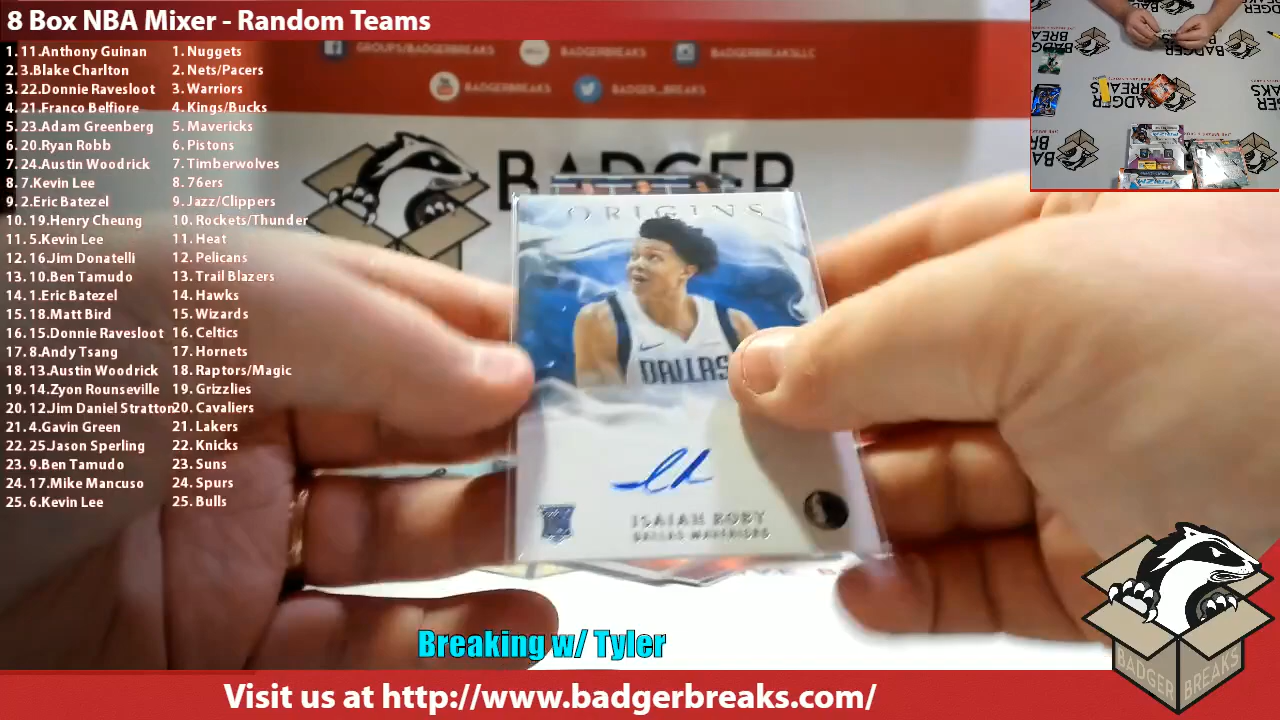 8 Box NBA Mixer - Random Teams
1. 11.Anthony Guinan 1. Nuggets
2. 3.Blake Charlton 2. Nets/Pacers
3. 22.Donnie Ravesloot 3. Warriors
4. 21.Franco Belfiore 4. Kings/Bucks
5. 23.Adam Greenberg 5. Mavericks
6. 20.Ryan Robb 6. Pistons
7. 24.Austin Woodrick 7. Timberwolves
8. 7.Kevin Lee 8. 76ers
9. 2.Eric Batezel 9. Jazz/Clippers
10. 19.Henry Cheung 10. Rockets/Thunder
11. 5.Kevin Lee 11. Heat
12. 16.Jim Donatelli 12. Pelicans
13. 10.Ben Tamudo 13. Trail Blazers
14. 1.Eric Batezel 14. Hawks
15. 18.Matt Bird 15. Wizards
16. 15.Donnie Ravesloot 16. Celtics
17. 8.Andy Tsang 17. Hornets
18. 13.Austin Woodrick 18. Raptors/Magic
19. 14.Zyon Rounseville 19. Grizzlies
20. 12.Jim Daniel Stratton 20. Cavaliers
21. 4.Gavin Green 21. Lakers
22. 25.Jason Sperling 22. Knicks
23. 9.Ben Tamudo 23. Suns
24. 17.Mike Mancuso 24. Spurs
25. 6.Kevin Lee 25. Bulls
GROUPS/BADGERBREAKS BADGERBREAKS BADGERBREAKSLLC
BADGERBREAKS BADGER_BREAKS
BADGER
ORIGINS
DALLAS
ISAIAH ROBY
DALLAS MAVERICKS
Breaking w/ Tyler
BADGER BREAKS
Visit us at http://www.badgerbreaks.com/